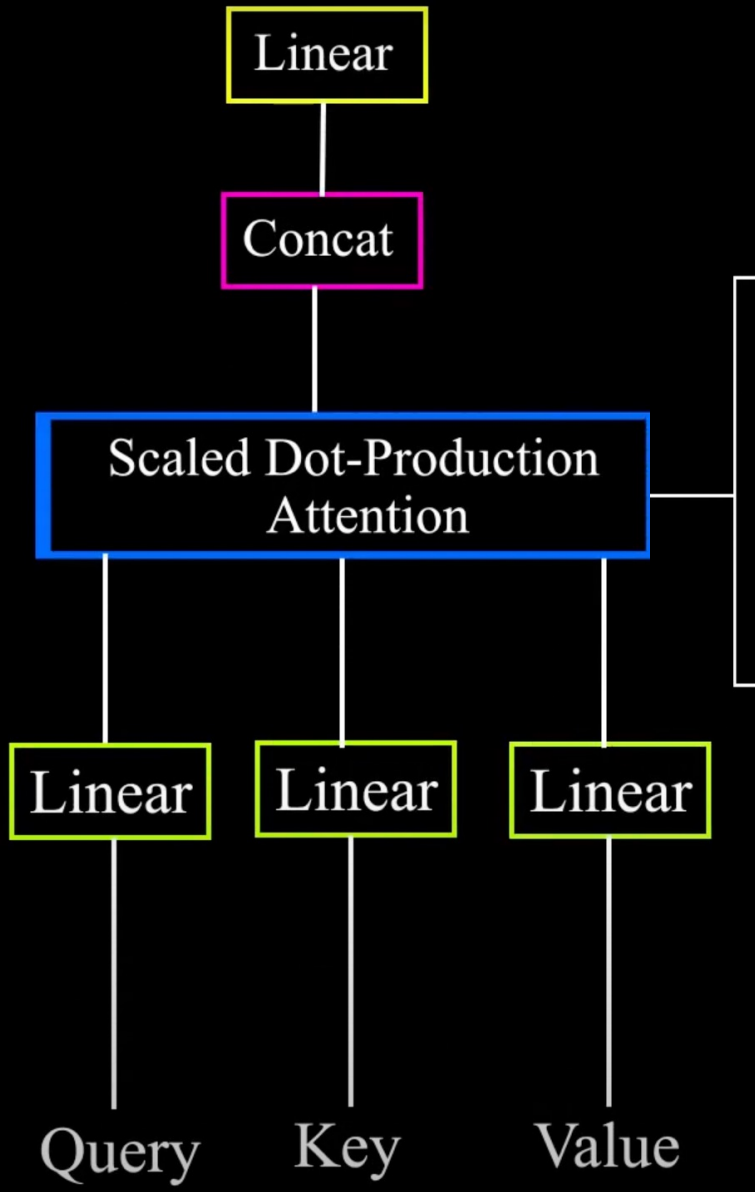 Linear
Concat
Scaled Dot-Production
Attention
Linear
Linear
Linear
Query
Key
Value